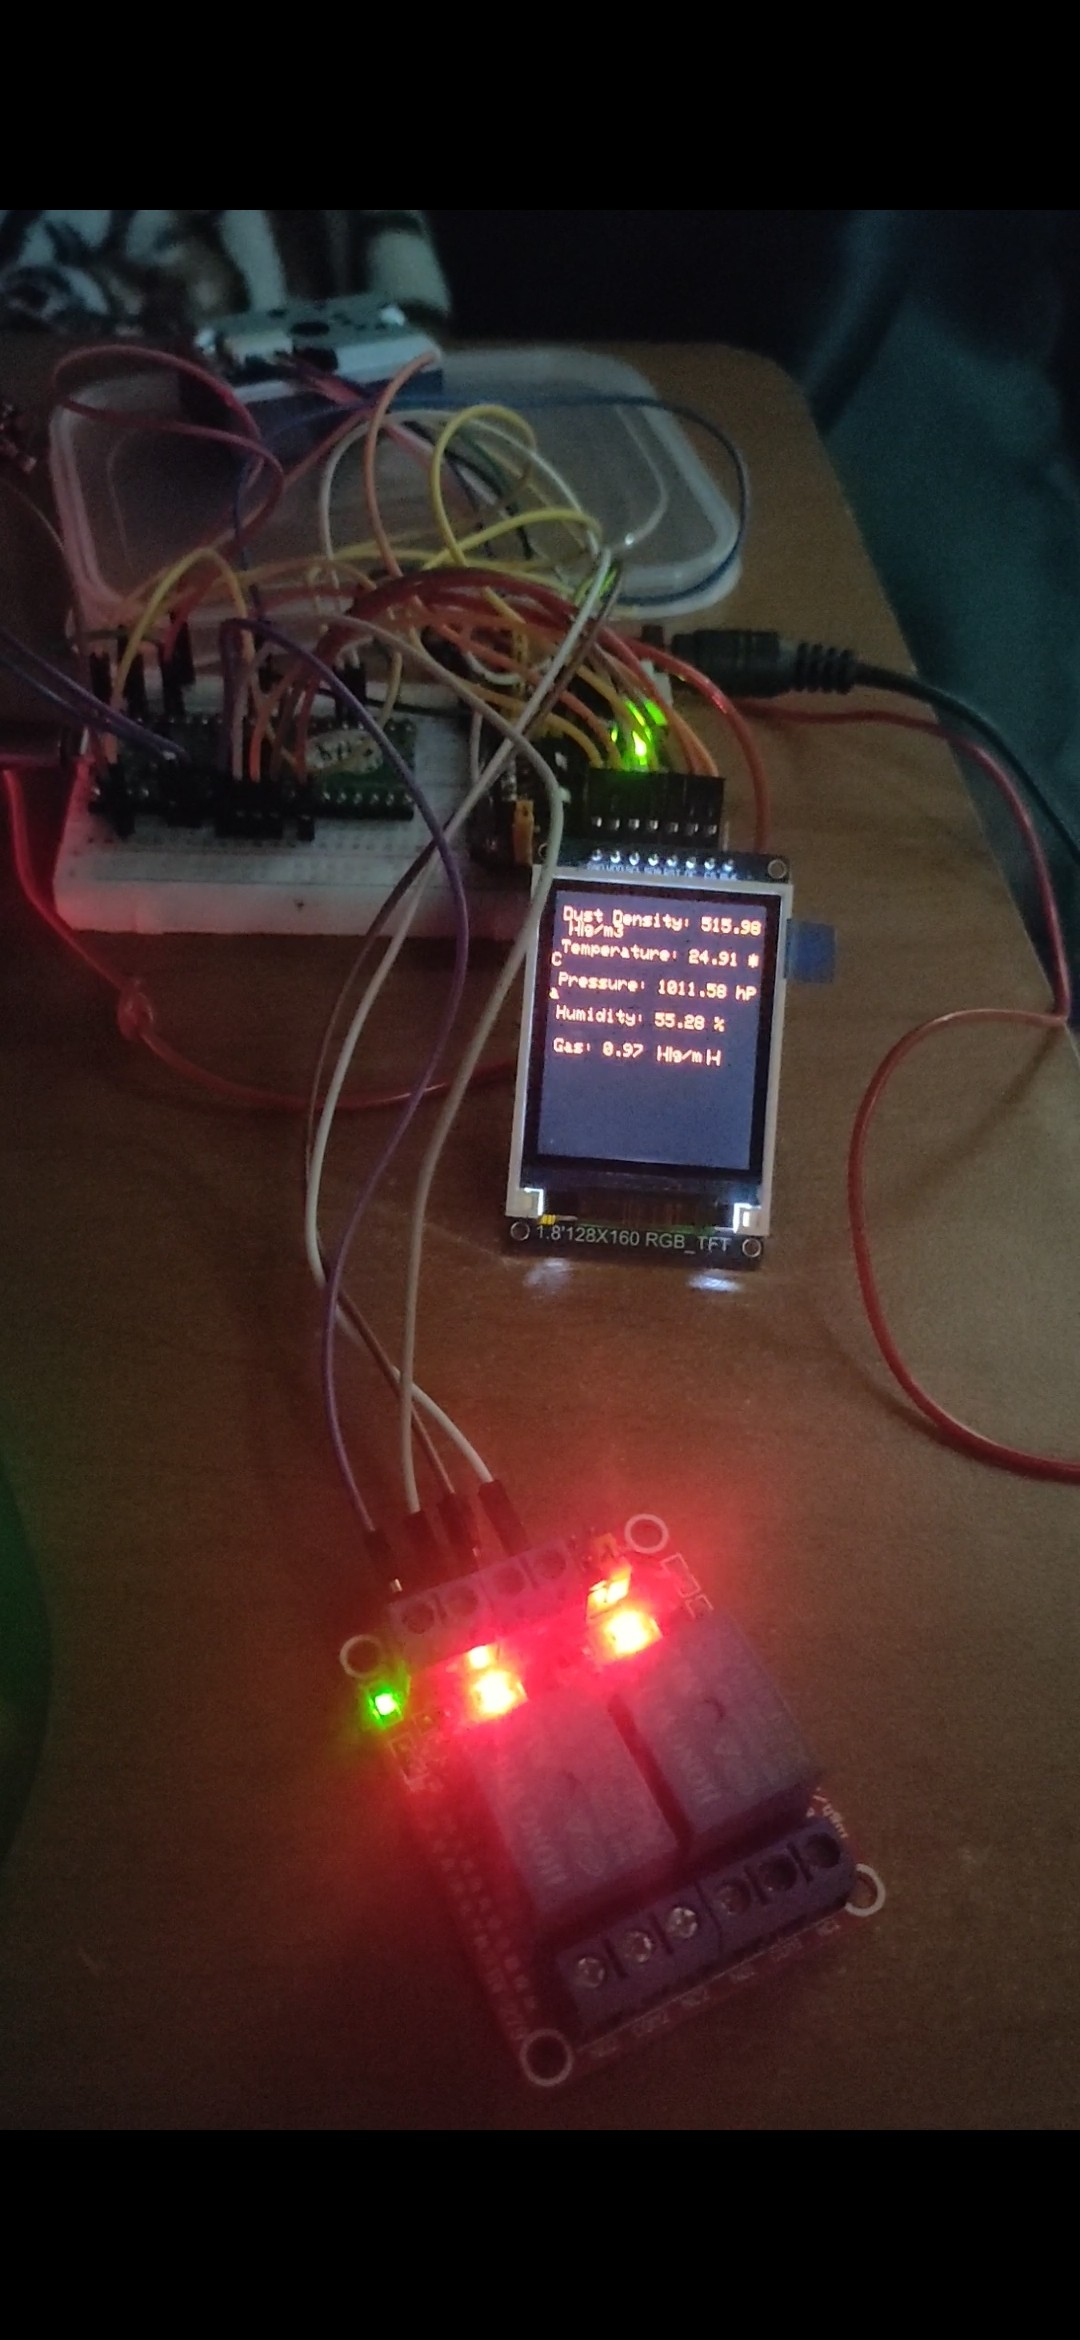 Dust Density: 515.98
H|g/m3
Temperature: 24.91 *
C
Pressure: 1011.58 hP
a
Humidity: 55.28 %
Gas: 0.97 H|g/m|-|
1.8'128X160 RGB_TFT